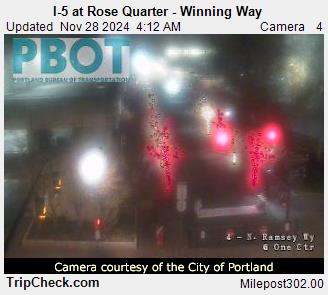 I-5 at Rose Quarter - Winning Way
Updated Nov 28 2024 4:12 AM Camera 4
PBOT
PORTLAND BUREAU OF TRANSPORTATION
4 - N. Ramsey Wy
@ One Ctr
Camera courtesy of the City of Portland
TripCheck.com Milepost302.00